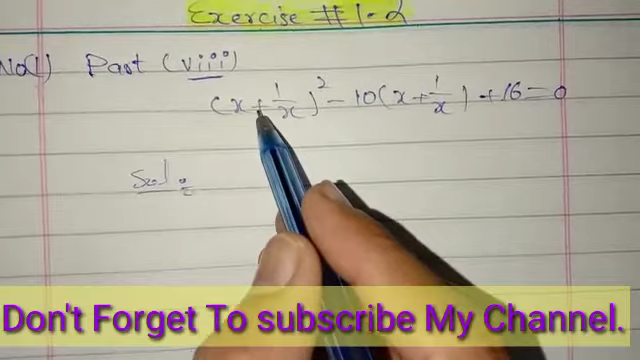 Exercise #1.2
No(1) Part (viii)
(x+1/x)² - 10(x+1/x) + 16 = 0
Sol:
Don't Forget To subscribe My Channel.